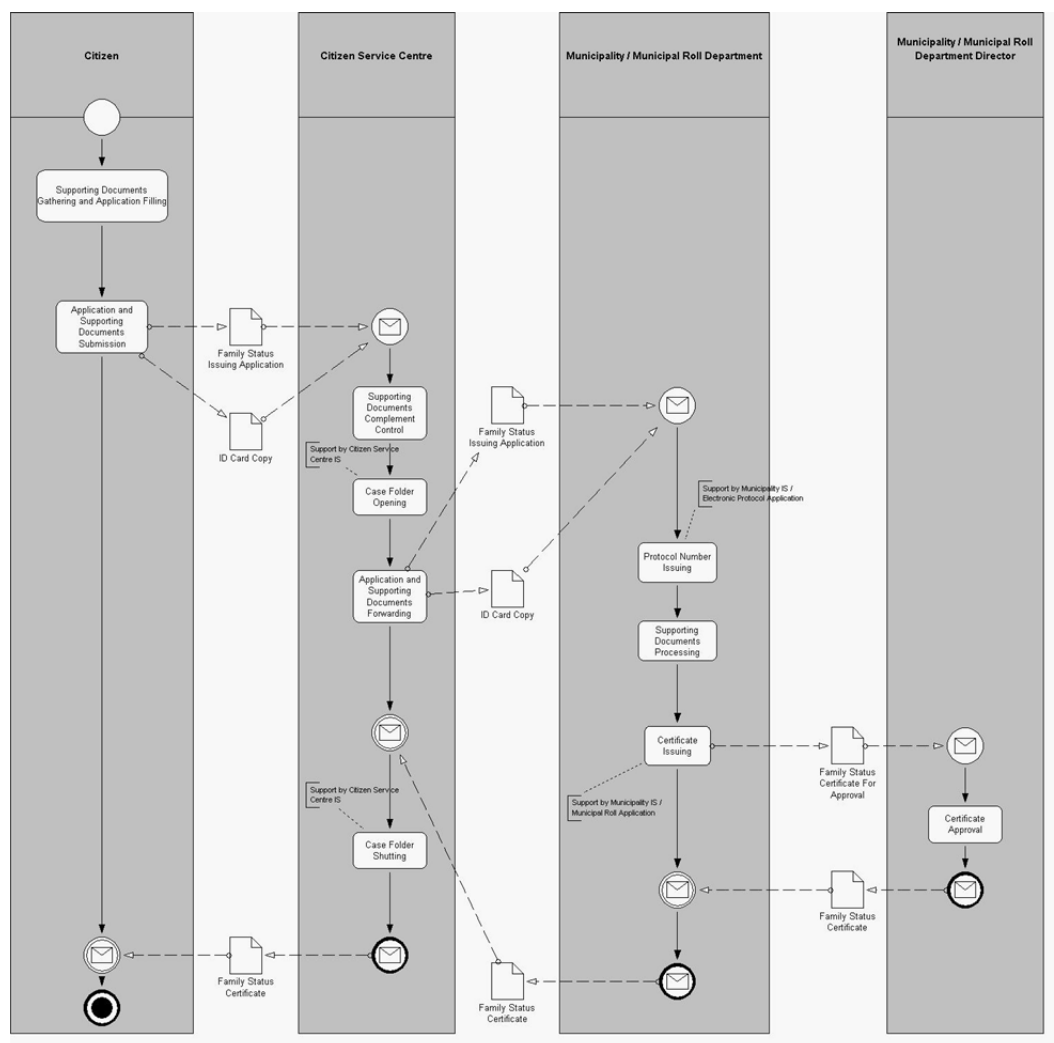 Citizen
Citizen Service Centre
Municipality / Municipal Roll Department
Municipality / Municipal Roll
Department Director
Supporting Documents
Gathering and Application Filling
Application and
Supporting
Documents
Submission
Family Status
Issuing Application
ID Card Copy
Supporting
Documents
Complement
Control
Support by Citizen Service
Centre IS
Case Folder
Opening
Application and
Supporting
Documents
Forwarding
Family Status
Issuing Application
ID Card Copy
Support by Municipality IS /
Electronic Protocol Application
Protocol Number
Issuing
Supporting
Documents
Processing
Certificate
Issuing
Support by Municipality IS /
Municipal Roll Application
Family Status
Certificate For
Approval
Certificate
Approval
Support by Citizen Service
Centre IS
Case Folder
Shutting
Family Status
Certificate
Family Status
Certificate
Family Status
Certificate